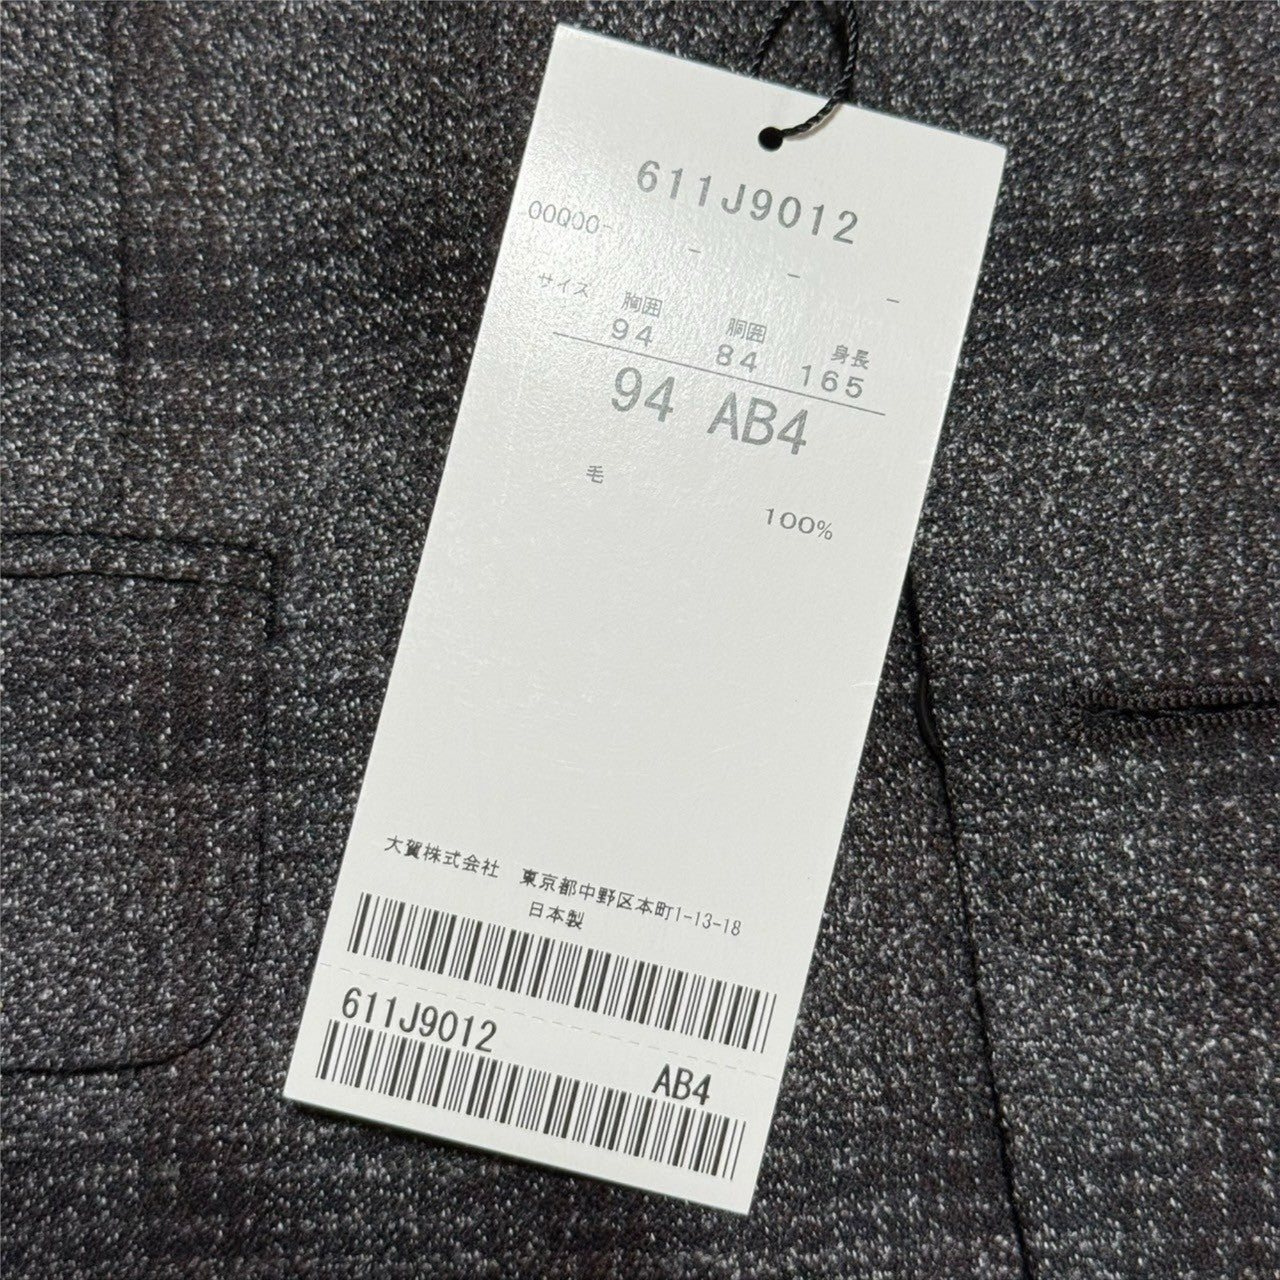 611J9012
00000- - - -
サイズ 胸囲 胴囲 身長
94 84 165
94 AB4
毛 100%
大賀株式会社 東京都中野区本町1-13-18
日本製
611J9012
AB4